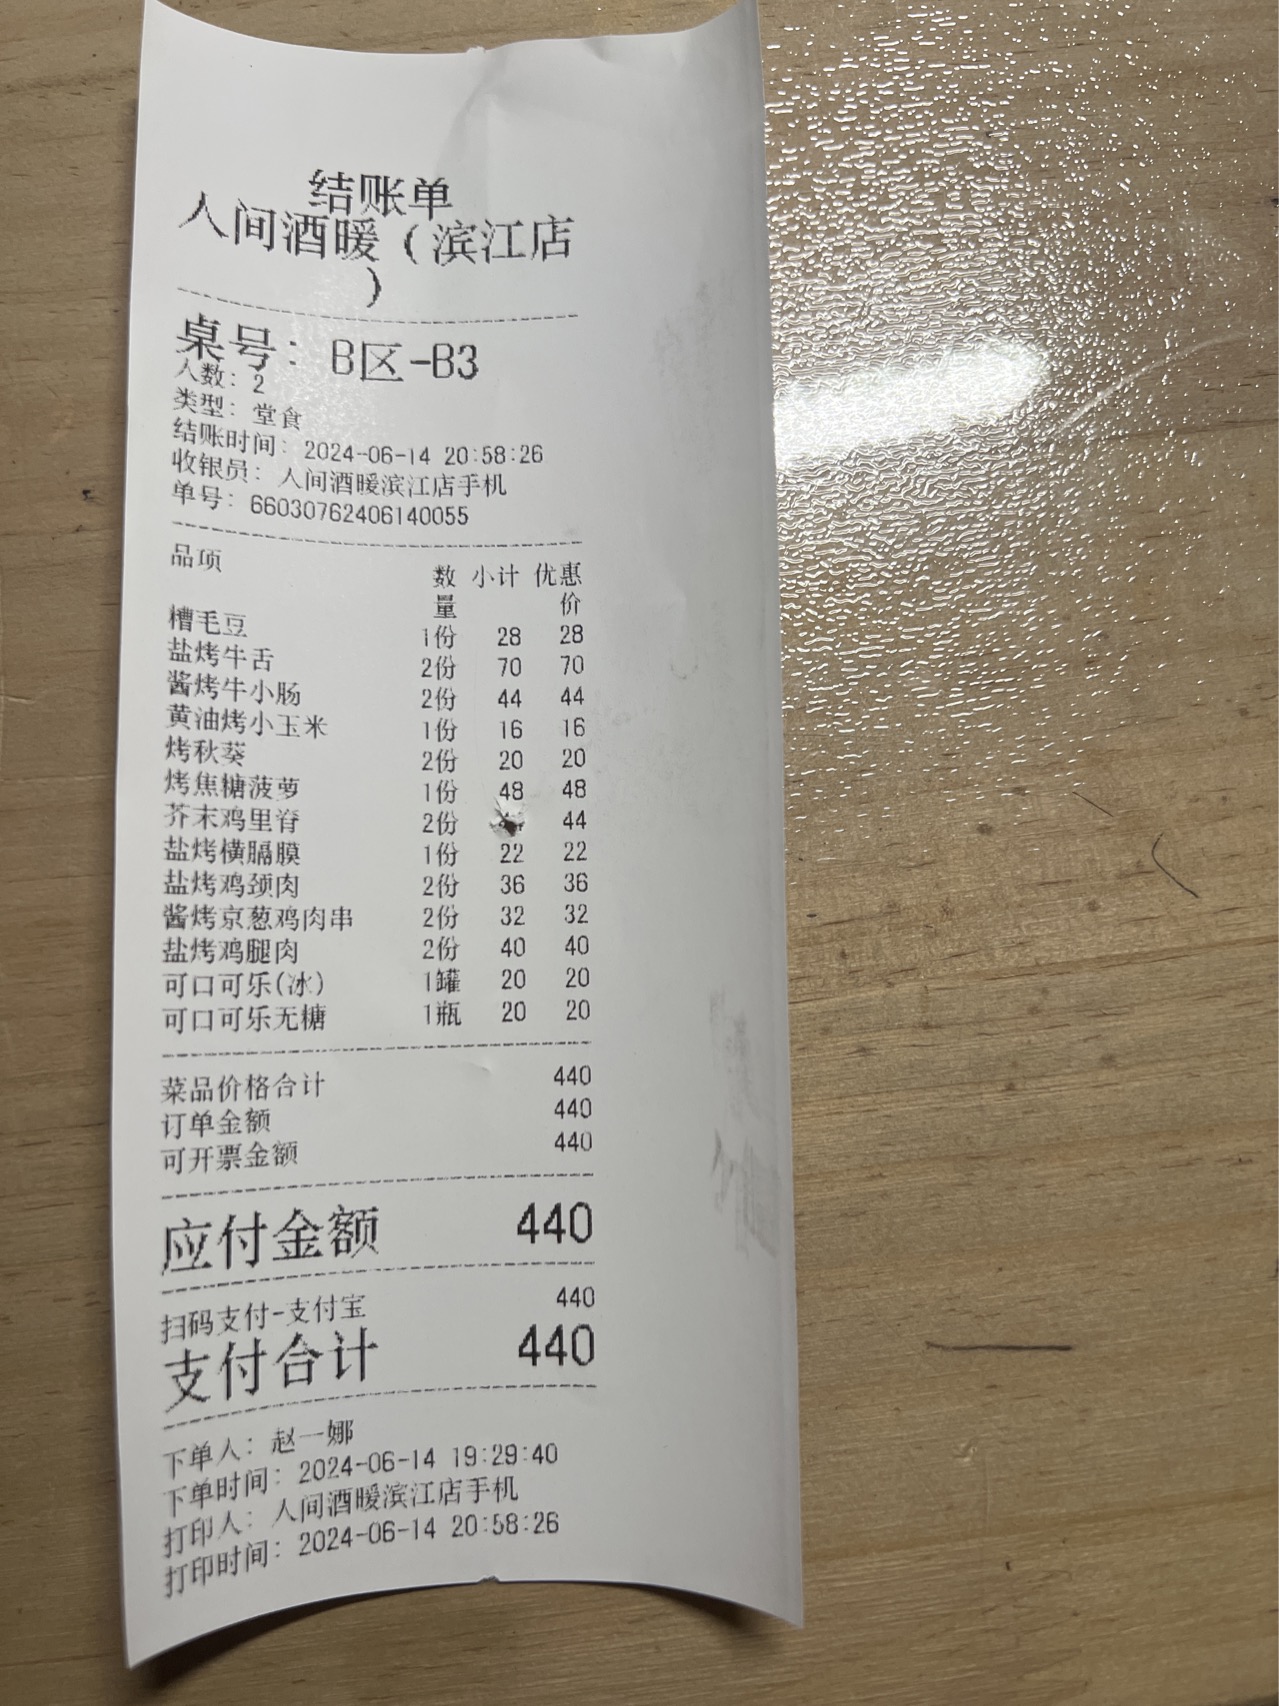 结账单
人间酒暖（滨江店
）
桌号：B区-B3
人数：2
类型：堂食
结账时间：2024-06-14 20:58:26
收银员：人间酒暖滨江店手机
单号：66030762406140055
品项 数量 小计 优惠价
糟毛豆 1份 28 28
盐烤牛舌 2份 70 70
酱烤牛小肠 2份 44 44
黄油烤小玉米 1份 16 16
烤秋葵 2份 20 20
烤焦糖菠萝 1份 48 48
芥末鸡里脊 2份 44
盐烤横膈膜 1份 22 22
盐烤鸡颈肉 2份 36 36
酱烤京葱鸡肉串 2份 32 32
盐烤鸡腿肉 2份 40 40
可口可乐(冰) 1罐 20 20
可口可乐无糖 1瓶 20 20
菜品价格合计 440
订单金额 440
可开票金额 440
应付金额 440
扫码支付-支付宝 440
支付合计 440
下单人：赵一娜
下单时间：2024-06-14 19:29:40
打印人：人间酒暖滨江店手机
打印时间：2024-06-14 20:58:26